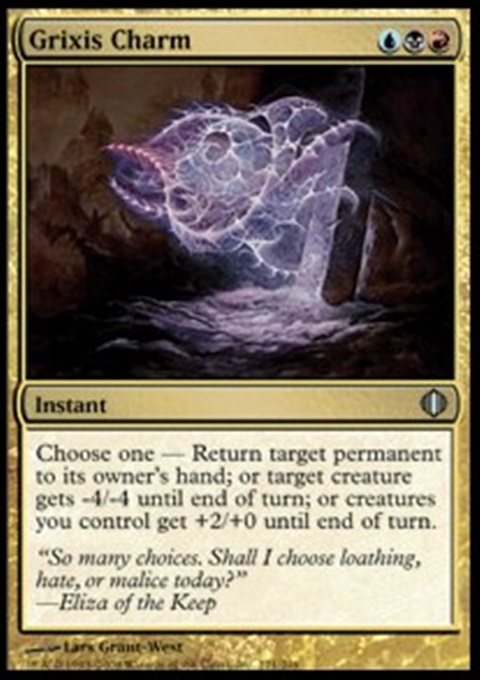 Grixis Charm
Instant
Choose one — Return target permanent
to its owner's hand; or target creature
gets -4/-4 until end of turn; or creatures
you control get +2/+0 until end of turn.
"So many choices. Shall I choose loathing,
hate, or malice today?"
—Eliza of the Keep
Lars Grant-West